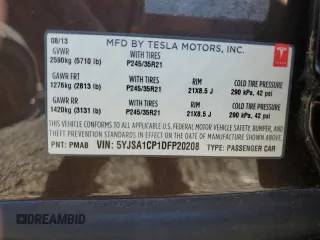 08/13 MFD BY TESLA MOTORS, INC.
GVWR
2590kg (5710 lb) WITH TIRES
P245/35R21
GAWR FRT WITH TIRES RIM COLD TIRE PRESSURE
1276kg (2813 lb) P245/35R21 21X8.5 J 290 kPa, 42 psi
GAWR RR WITH TIRES RIM COLD TIRE PRESSURE
1420kg (3131 lb) P245/35R21 21X8.5 J 290 kPa, 42 psi
THIS VEHICLE CONFORMS TO ALL APPLICABLE
U.S. FEDERAL MOTOR VEHICLE SAFETY, BUMPER, AND
THEFT PREVENTION STANDARDS IN EFFECT ON THE DATE
OF MANUFACTURE SHOWN ABOVE.
PNT: PMAB VIN: 5YJSA1CP1DFP20208 TYPE: PASSENGER CAR
TESLA
DREAMBID